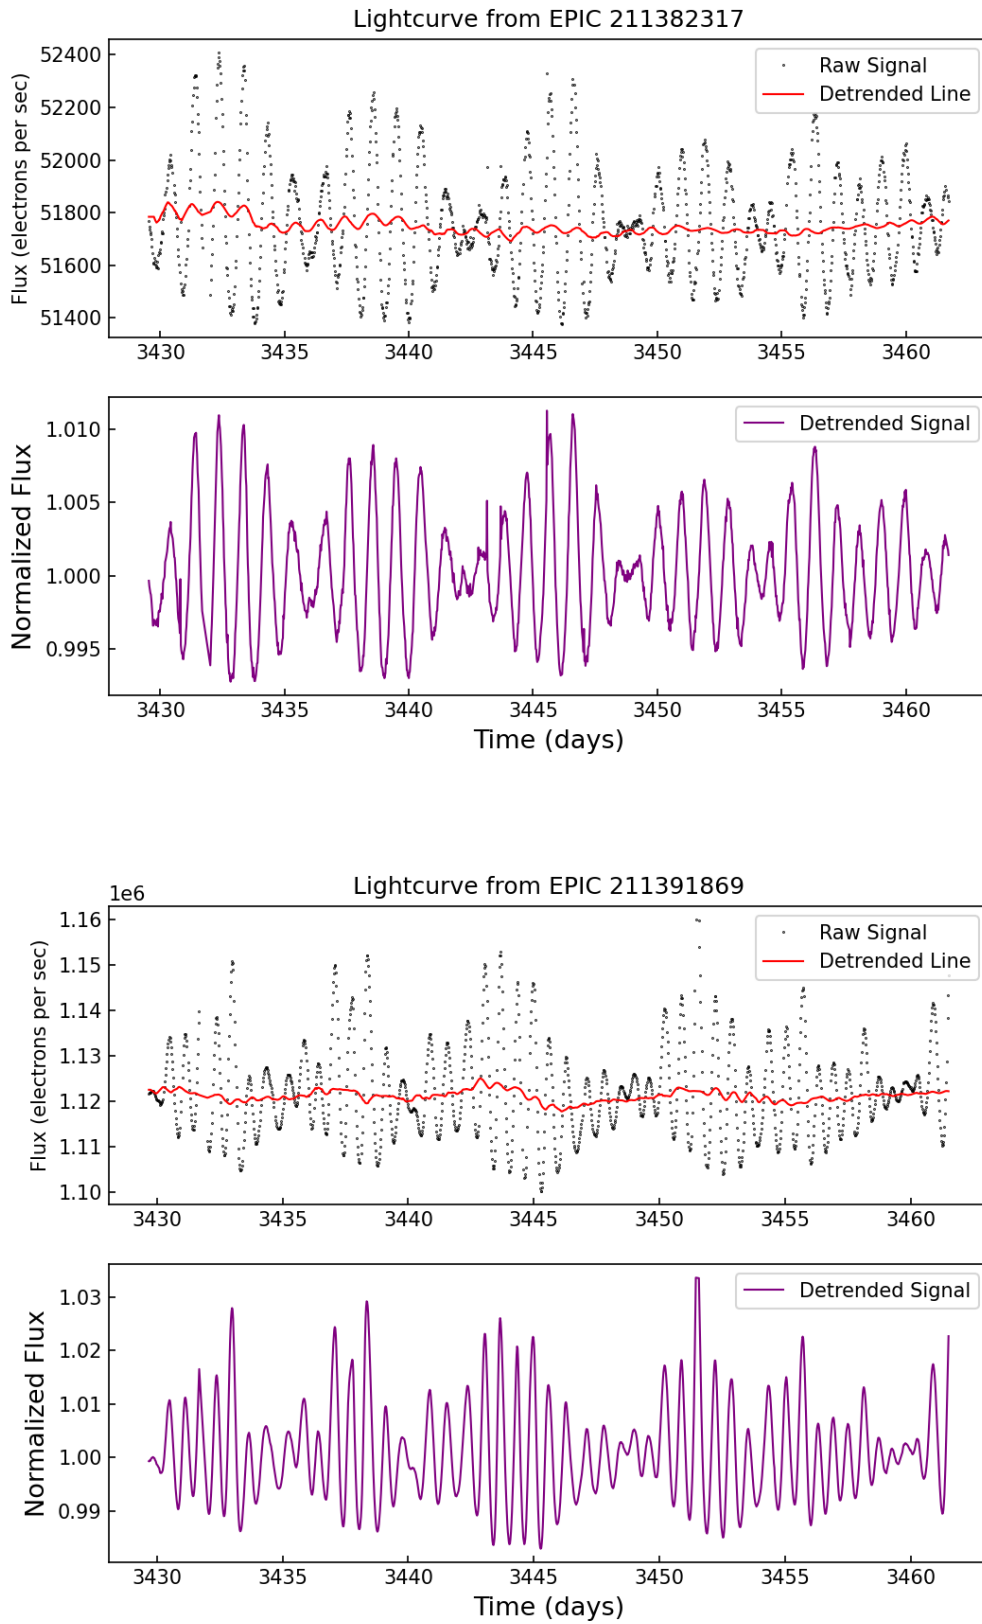 Lightcurve from EPIC 211382317
Flux (electrons per sec)
52400
52200
52000
51800
51600
51400
Raw Signal
Detrended Line
3430 3435 3440 3445 3450 3455 3460
Normalized Flux
1.010
1.005
1.000
0.995
Detrended Signal
3430 3435 3440 3445 3450 3455 3460
Time (days)
Lightcurve from EPIC 211391869
1e6
Flux (electrons per sec)
1.16
1.15
1.14
1.13
1.12
1.11
1.10
Raw Signal
Detrended Line
3430 3435 3440 3445 3450 3455 3460
Normalized Flux
1.03
1.02
1.01
1.00
0.99
Detrended Signal
3430 3435 3440 3445 3450 3455 3460
Time (days)